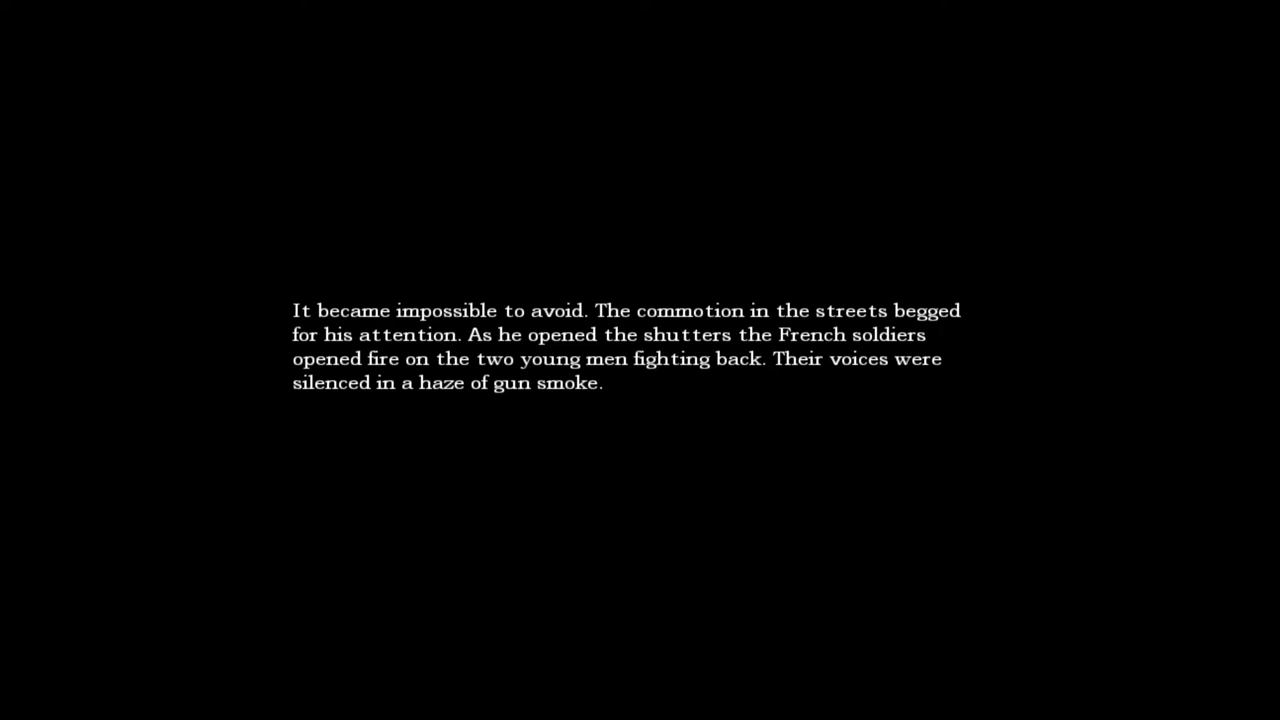 It became impossible to avoid. The commotion in the streets begged
for his attention. As he opened the shutters the French soldiers
opened fire on the two young men fighting back. Their voices were
silenced in a haze of gun smoke.